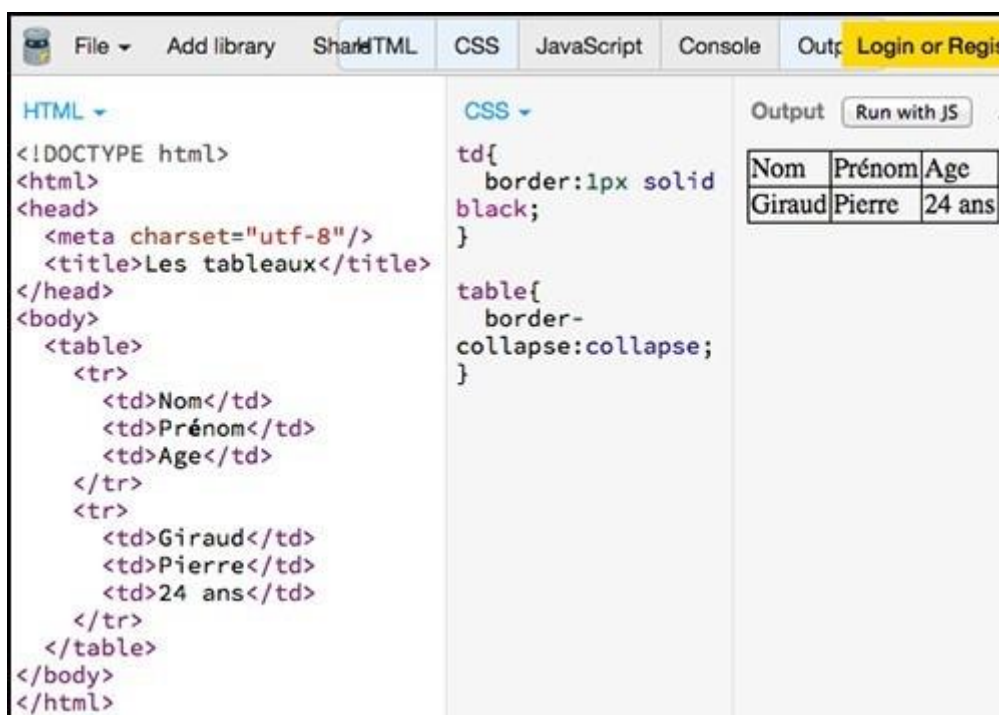 File Add library Share HTML CSS JavaScript Console Outp Login or Regis
HTML
<!DOCTYPE html>
<html>
<head>
<meta charset="utf-8"/>
<title>Les tableaux</title>
</head>
<body>
<table>
<tr>
<td>Nom</td>
<td>Prénom</td>
<td>Age</td>
</tr>
<tr>
<td>Giraud</td>
<td>Pierre</td>
<td>24 ans</td>
</tr>
</table>
</body>
</html>
CSS
td{
border:1px solid
black;
}
table{
border-
collapse:collapse;
}
Output Run with JS
Nom Prénom Age
Giraud Pierre 24 ans